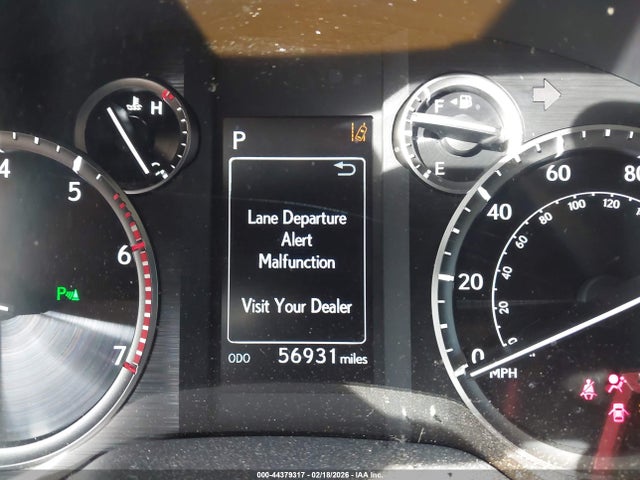 H
F
E
P
Lane Departure
Alert
Malfunction
Visit Your Dealer
ODO 56931 miles
4
5
6
7
P
0
20
40
60
80
0
20
40
60
80
100
120
MPH
000-44379317 - 02/18/2026 - IAA Inc.